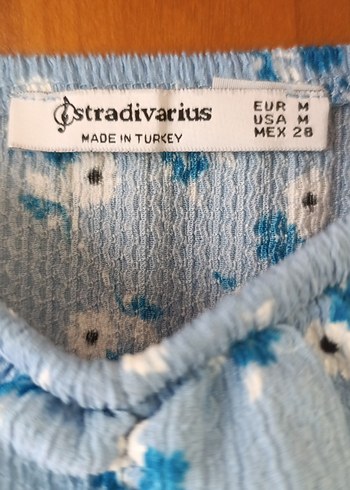 stradivarius
MADE IN TURKEY
EUR M
USA M
MEX 28